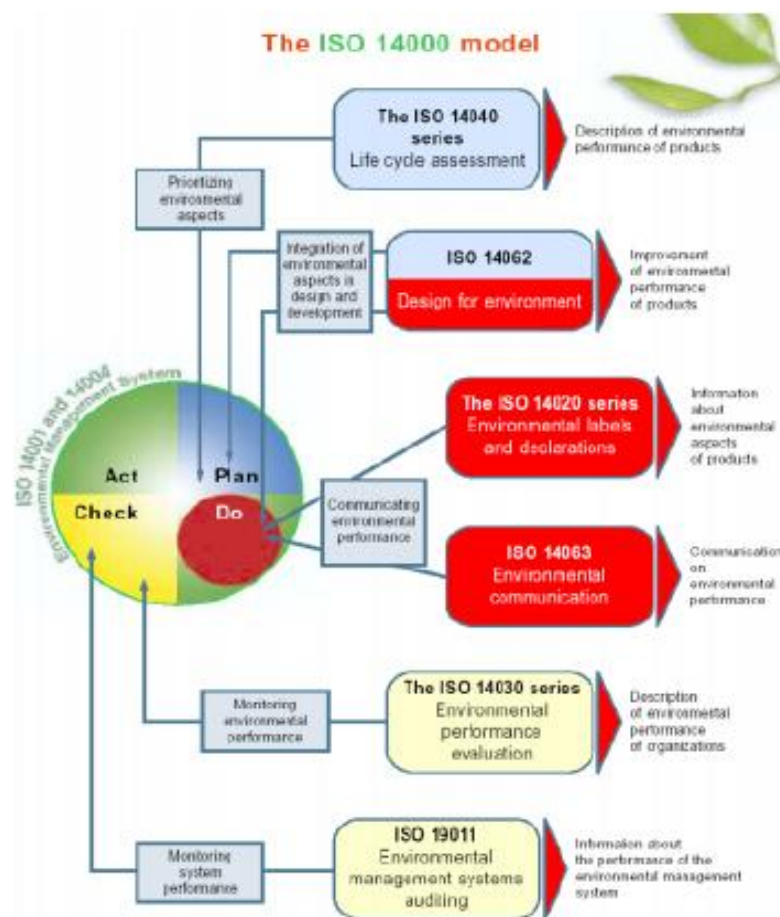 The ISO 14000 model
The ISO 14040
series
Life cycle assessment
Description of environmental
performance of products
Prioritizing
environmental
aspects
Integration of
environmental
aspects in
design and
development
ISO 14062
Design for environment
Improvement
of environmental
performance
of products
ISO 14001 and 14004
Environmental Management System
Act
Plan
Check
Do
The ISO 14020 series
Environmental labels
and declarations
Information
about
environmental
aspects
of products
Communicating
environmental
performance
ISO 14063
Environmental
communication
Communication
on
environmental
performance
Monitoring
environmental
performance
The ISO 14030 series
Environmental
performance
evaluation
Description
of environmental
performance
of organizations
Monitoring
system
performance
ISO 19011
Environmental
management systems
auditing
Information about
the performance of the
environmental management
system